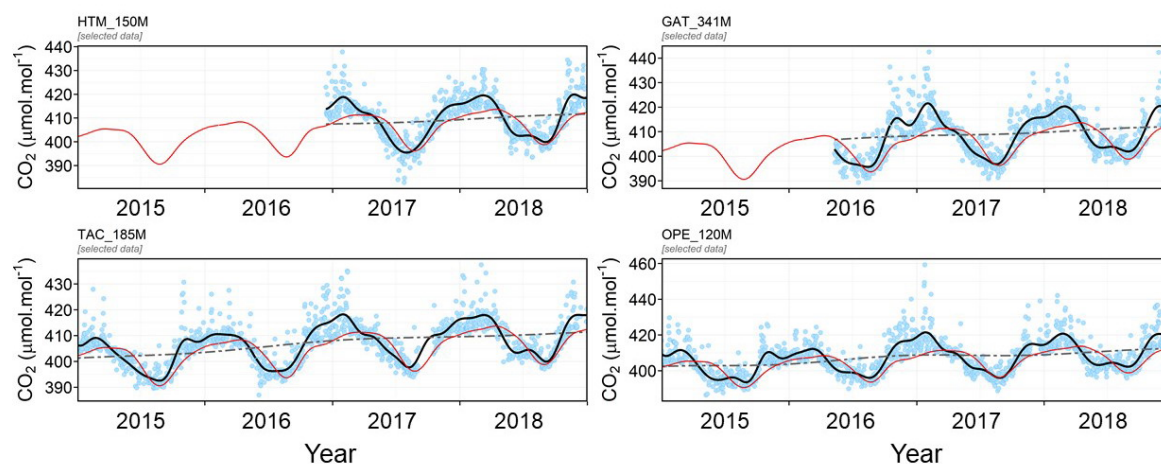 HTM_150M
[selected data]
CO₂ (µmol.mol⁻¹)
440
430
420
410
400
390
2015 2016 2017 2018
GAT_341M
[selected data]
CO₂ (µmol.mol⁻¹)
440
430
420
410
400
390
2015 2016 2017 2018
TAC_185M
[selected data]
CO₂ (µmol.mol⁻¹)
430
420
410
400
390
2015 2016 2017 2018
Year
OPE_120M
[selected data]
CO₂ (µmol.mol⁻¹)
460
440
420
400
2015 2016 2017 2018
Year